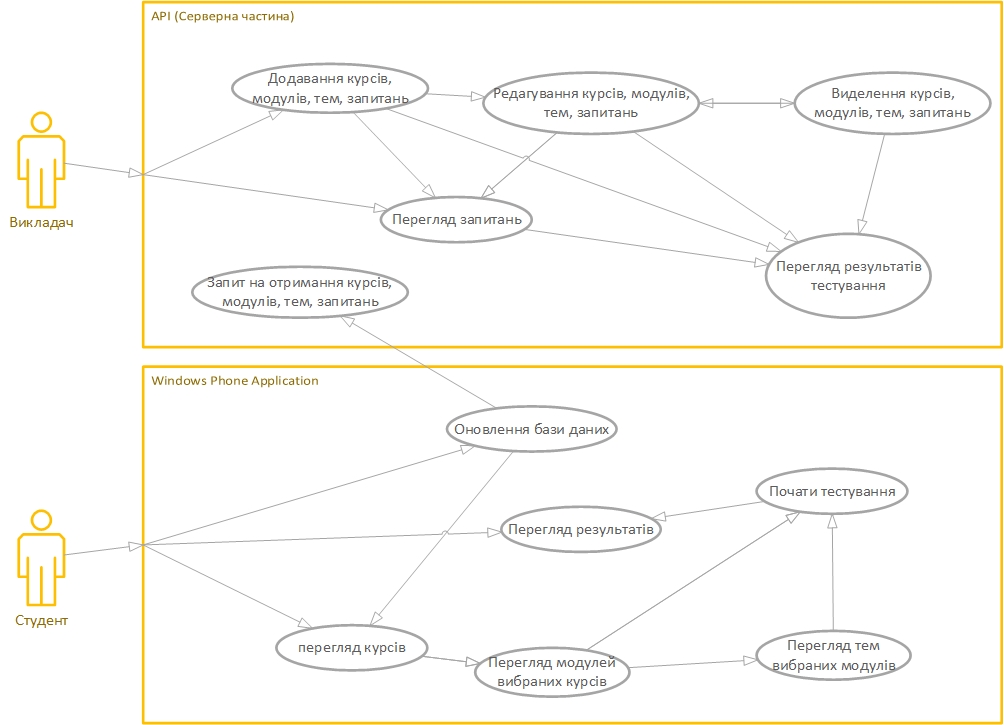 АРІ (Серверна частина)
Додавання курсів,
модулів, тем, запитань
Редагування курсів, модулів,
тем, запитань
Виделення курсів,
модулів, тем, запитань
Викладач
Перегляд запитань
Перегляд результатів
тестування
Запит на отримання курсів,
модулів, тем, запитань
Windows Phone Application
Оновлення бази даних
Почати тестування
Перегляд результатів
Студент
перегляд курсів
Перегляд модулей
вибраних курсів
Перегляд тем
вибраних модулів